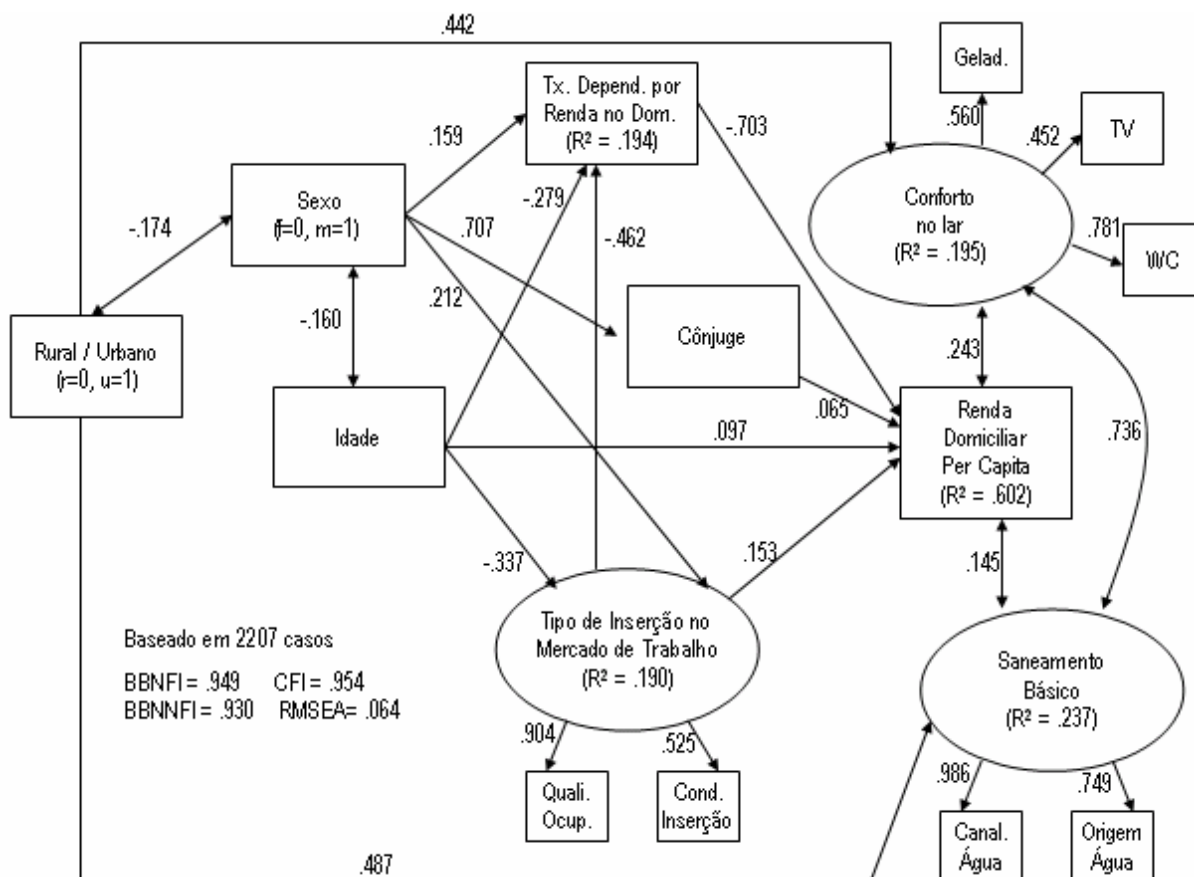 .442
Gelad.
.560
.452
TV
Tx. Depend. por
Renda no Dom.
(R² = .194)
-.703
.159
Sexo
(f=0, m=1)
-.279
.707
-.462
Conforto
no lar
(R² = .195)
.781
WC
-.174
.212
-.160
Rural / Urbano
(r=0, u=1)
Cônjuge
.243
Idade
.065
.097
Renda
Domiciliar
Per Capita
(R² = .602)
.736
-.337
.153
.145
Tipo de Inserção no
Mercado de Trabalho
(R² = .190)
Baseado em 2207 casos
BBNFI = .949 CFI = .954
BBNNFI = .930 RMSEA= .064
Saneamento
Básico
(R² = .237)
.904
.525
Quali.
Ocup.
Cond.
Inserção
.986
.749
Canal.
Água
Origem
Água
.487